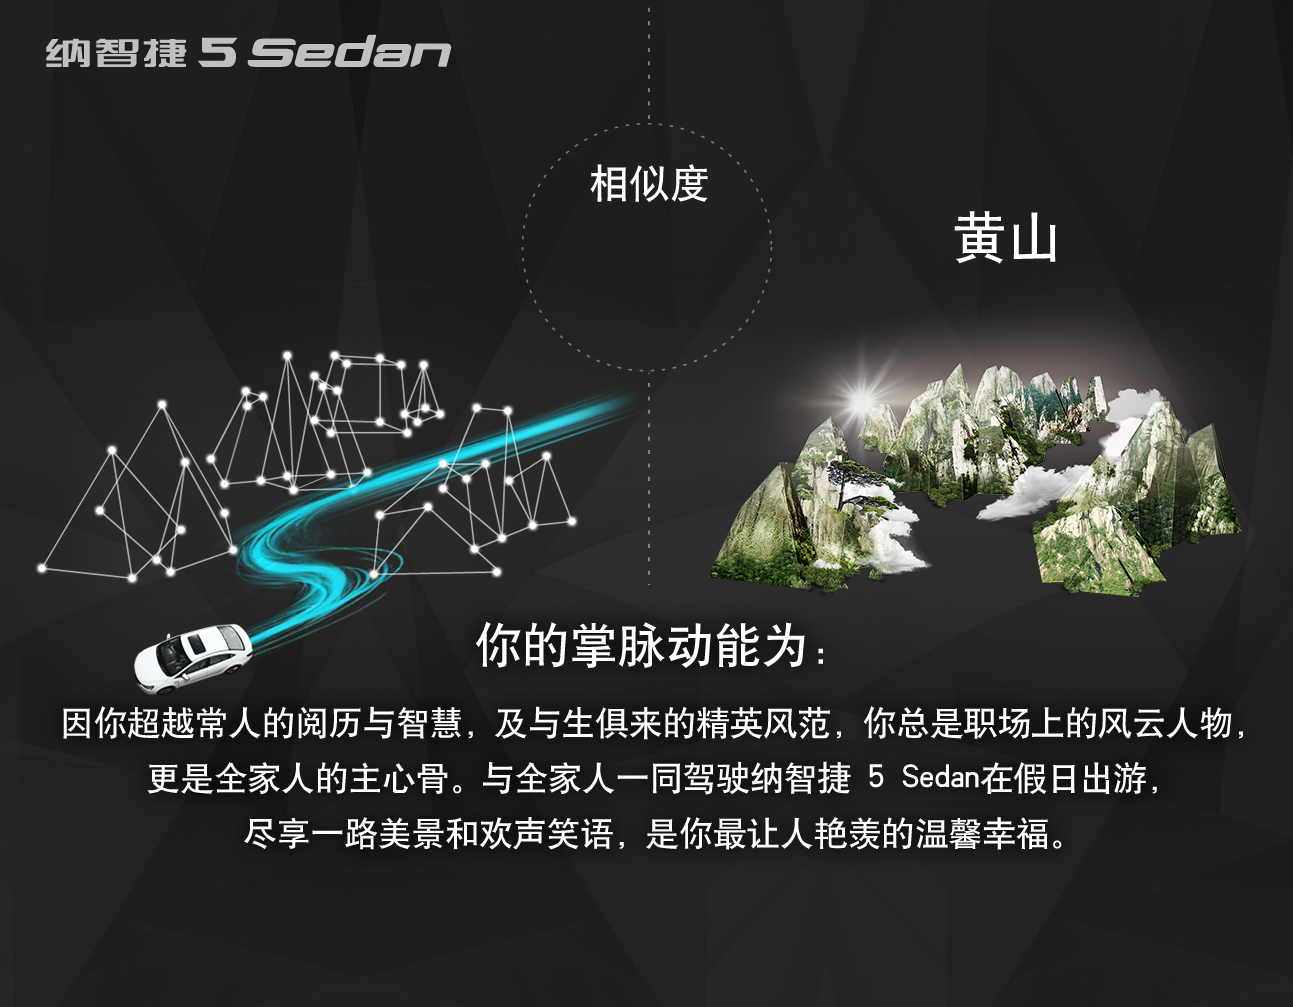 纳智捷 5 Sedan
相似度
黄山
你的掌脉动能为：
因你超越常人的阅历与智慧，及与生俱来的精英风范，你总是职场上的风云人物，
更是全家人的主心骨。与全家人一同驾驶纳智捷 5 Sedan在假日出游，
尽享一路美景和欢声笑语，是你最让人艳羡的温馨幸福。